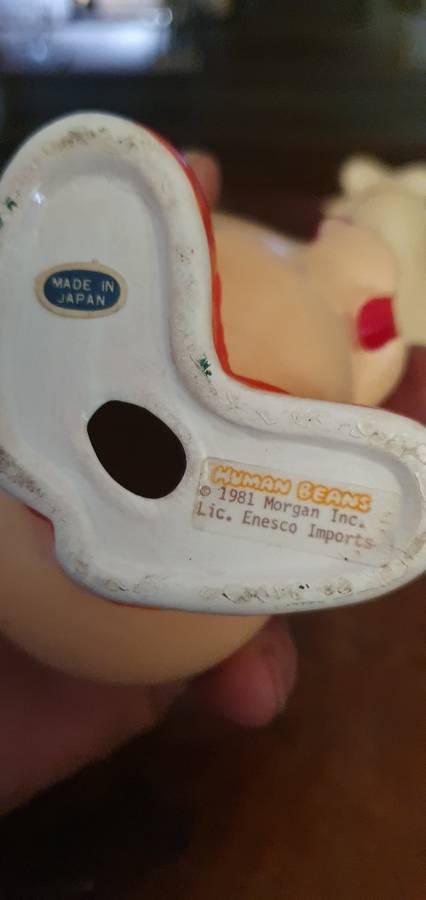 MADE IN
JAPAN
HUMAN BEANS
© 1981 Morgan Inc.
Lic. Enesco Imports